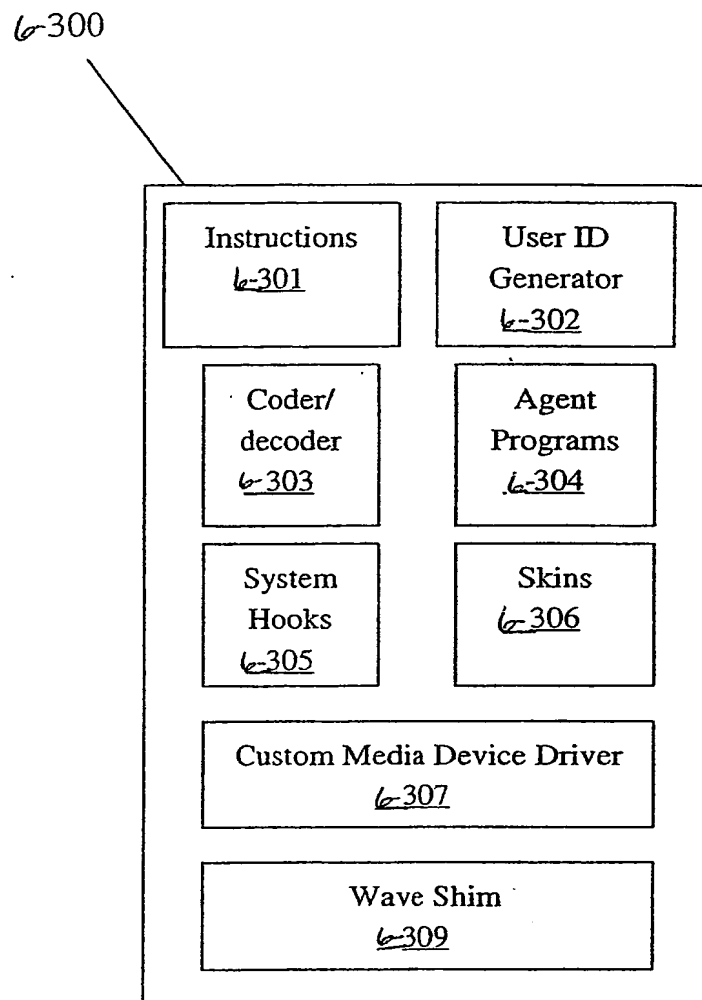 6-300
Instructions
6-301
User ID
Generator
6-302
Coder/
decoder
6-303
Agent
Programs
6-304
System
Hooks
6-305
Skins
6-306
Custom Media Device Driver
6-307
Wave Shim
6-309